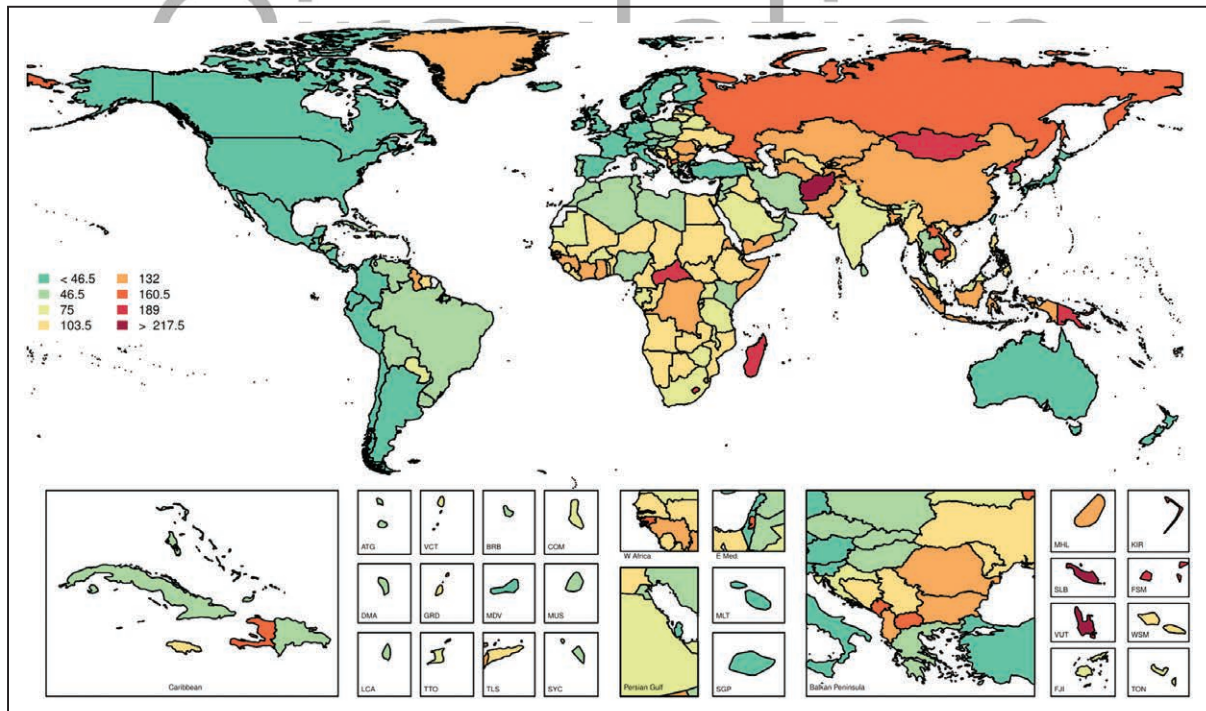 Circulation
< 46.5
46.5
75
103.5
132
160.5
189
> 217.5
Caribbean
ATG
VCT
BRB
COM
DMA
GRD
MDV
MUS
LCA
TTO
TLS
SYC
W Africa
E Med.
Persian Gulf
MLT
SGP
Balkan Peninsula
MHL
KIR
SLB
FSM
VUT
WSM
FJI
TON